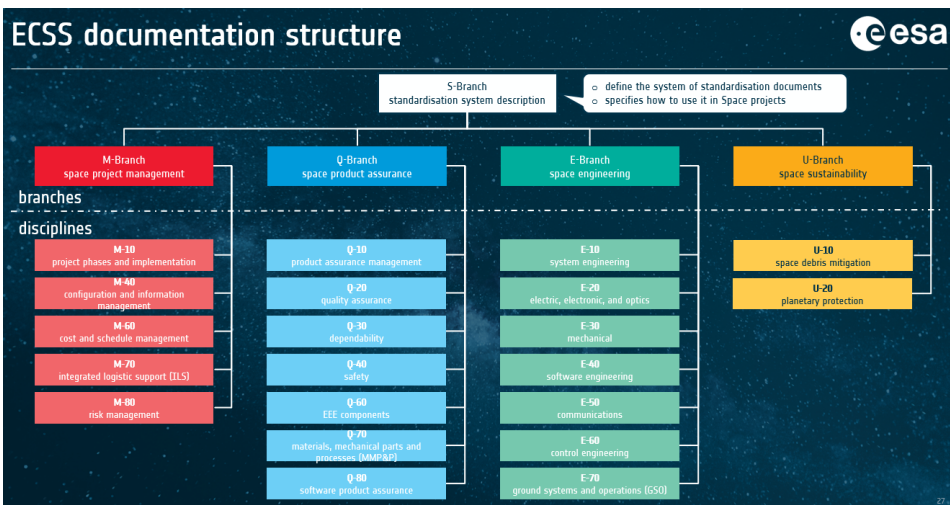 ECSS documentation structure
esa
S-Branch
standardisation system description
o define the system of standardisation documents
o specifies how to use it in Space projects
M-Branch
space project management
Q-Branch
space product assurance
E-Branch
space engineering
U-Branch
space sustainability
branches
disciplines
M-10
project phases and implementation
M-40
configuration and information
management
M-60
cost and schedule management
M-70
integrated logistic support (ILS)
M-80
risk management
Q-10
product assurance management
Q-20
quality assurance
Q-30
dependability
Q-40
safety
Q-60
EEE components
Q-70
materials, mechanical parts and
processes (MMP&P)
Q-80
software product assurance
E-10
system engineering
E-20
electric, electronic, and optics
E-30
mechanical
E-40
software engineering
E-50
communications
E-60
control engineering
E-70
ground systems and operations (GSO)
U-10
space debris mitigation
U-20
planetary protection
27